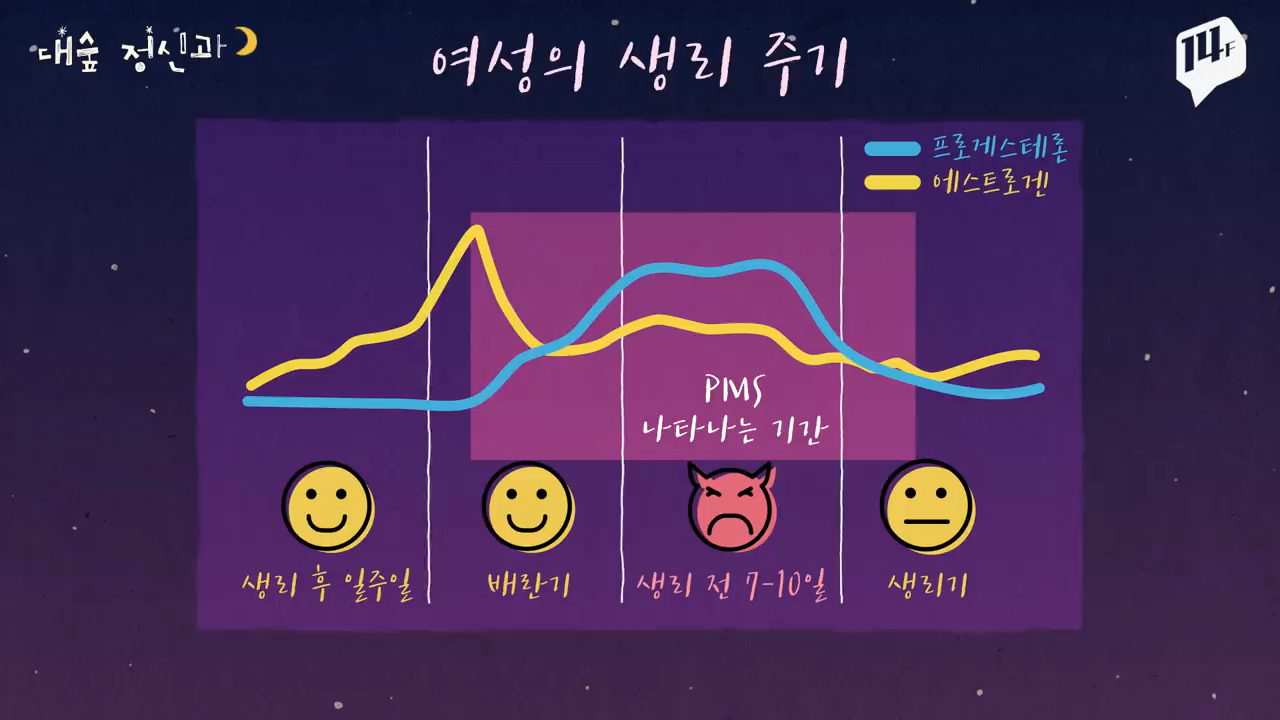 대숲 정신과
여성의 생리 주기
14F
프로게스테론
에스트로겐
PMS
나타나는 기간
생리 후 일주일
배란기
생리 전 7-10일
생리기